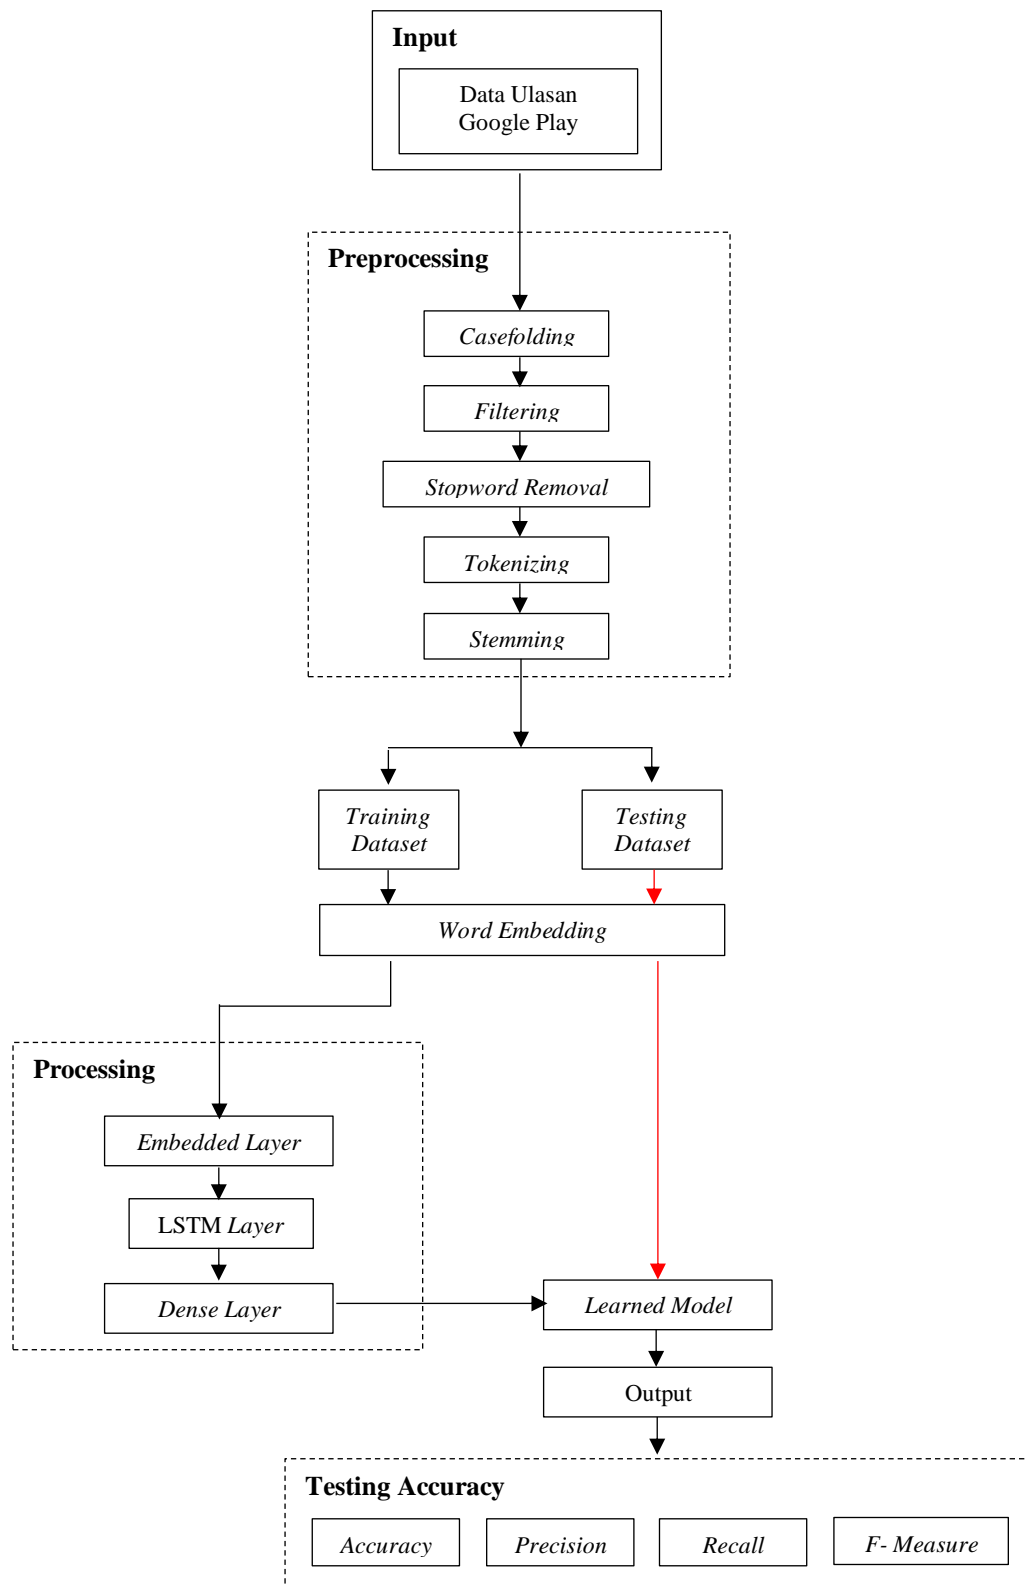 Input
Data Ulasan
Google Play
Preprocessing
Casefolding
Filtering
Stopword Removal
Tokenizing
Stemming
Training
Dataset
Testing
Dataset
Word Embedding
Processing
Embedded Layer
LSTM Layer
Dense Layer
Learned Model
Output
Testing Accuracy
Accuracy
Precision
Recall
F- Measure